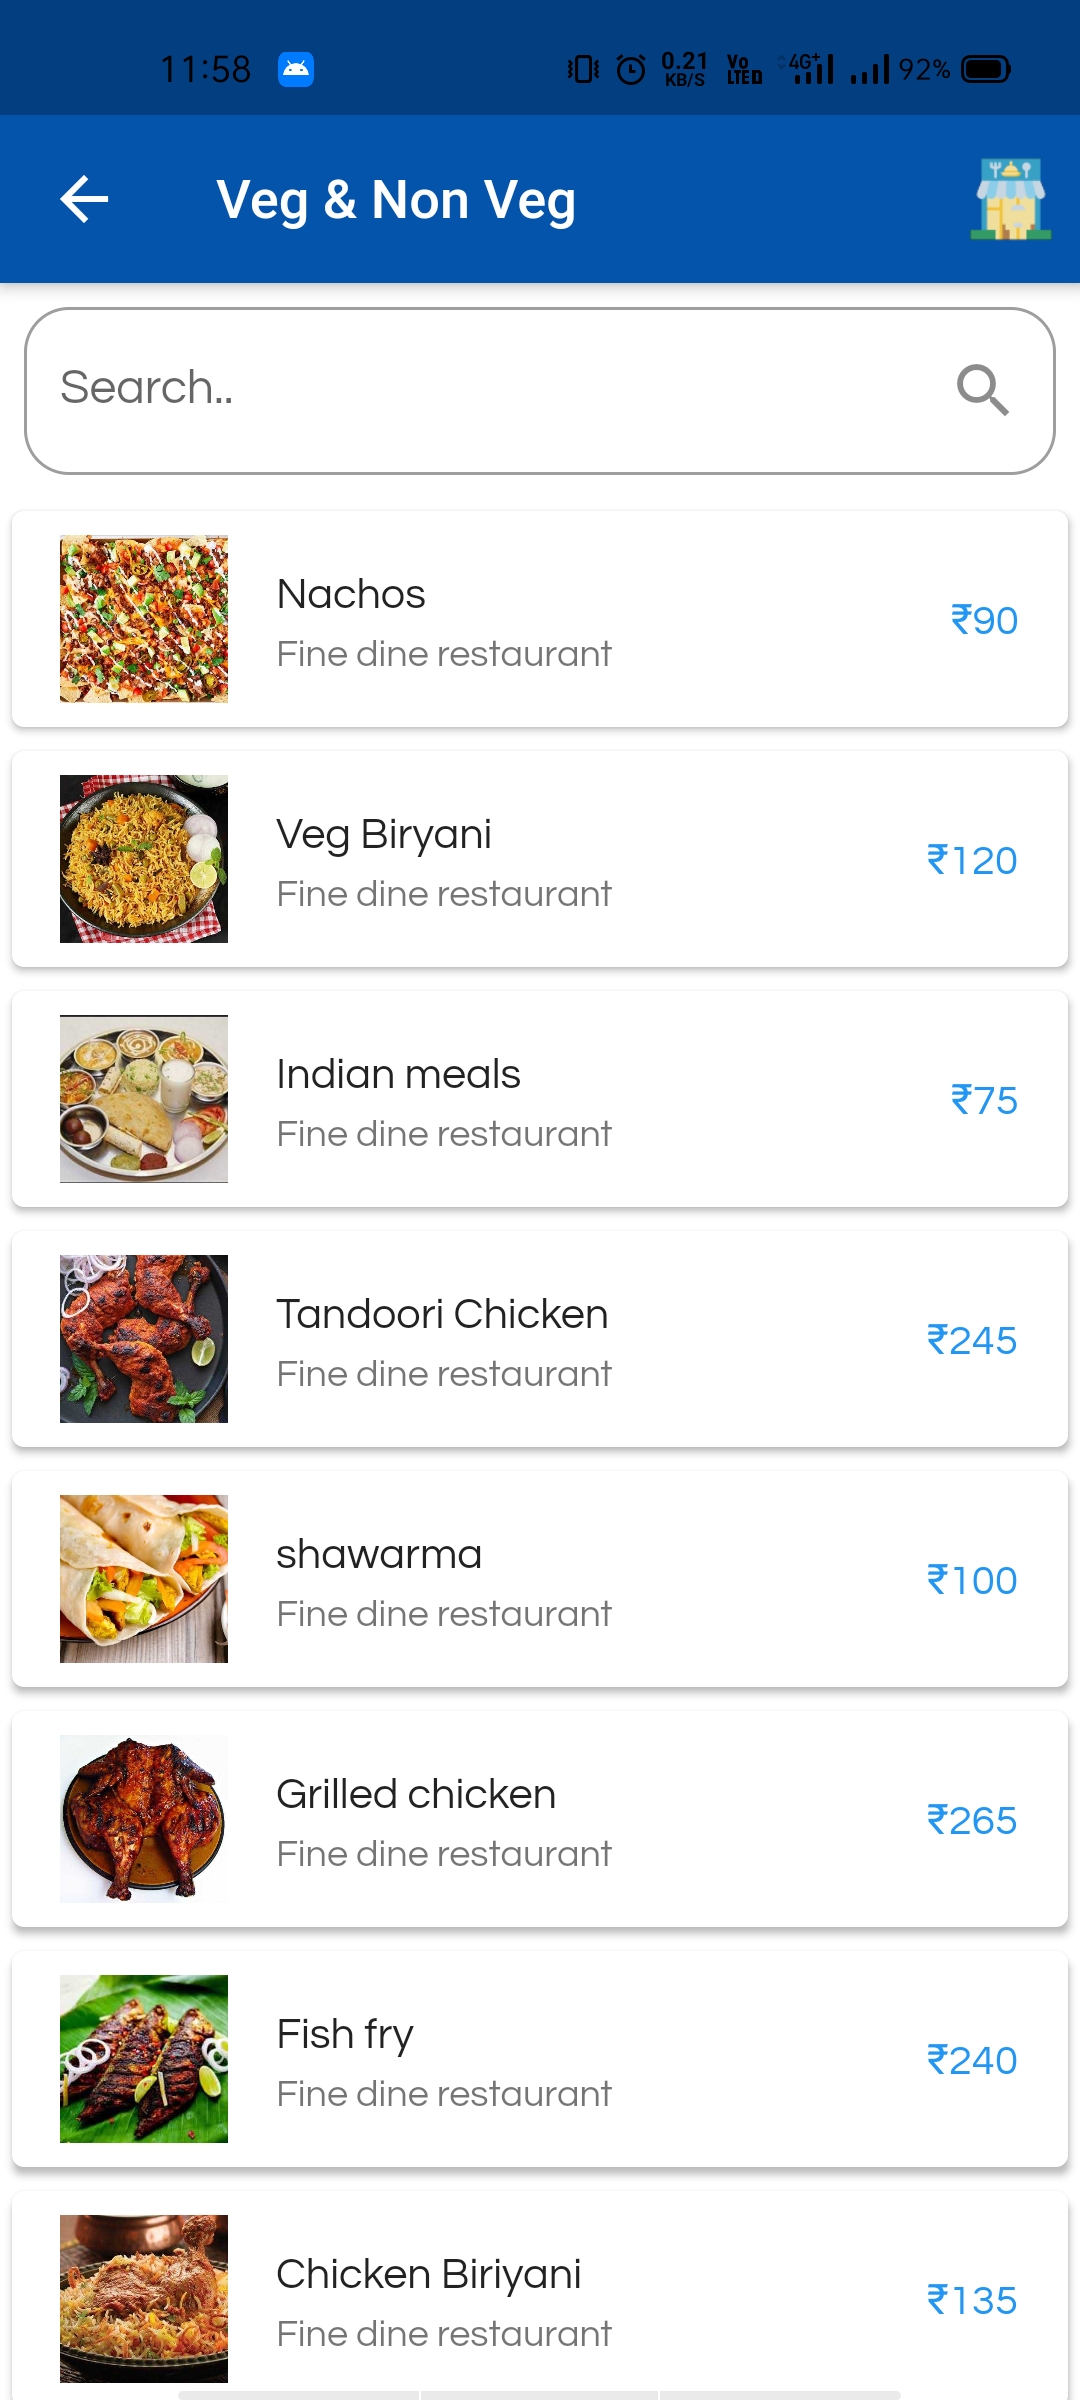 11:58
0.21
KB/S
Vo
LTE
4G+
92%
Veg & Non Veg
Search..
Nachos
Fine dine restaurant
₹90
Veg Biryani
Fine dine restaurant
₹120
Indian meals
Fine dine restaurant
₹75
Tandoori Chicken
Fine dine restaurant
₹245
shawarma
Fine dine restaurant
₹100
Grilled chicken
Fine dine restaurant
₹265
Fish fry
Fine dine restaurant
₹240
Chicken Biriyani
Fine dine restaurant
₹135